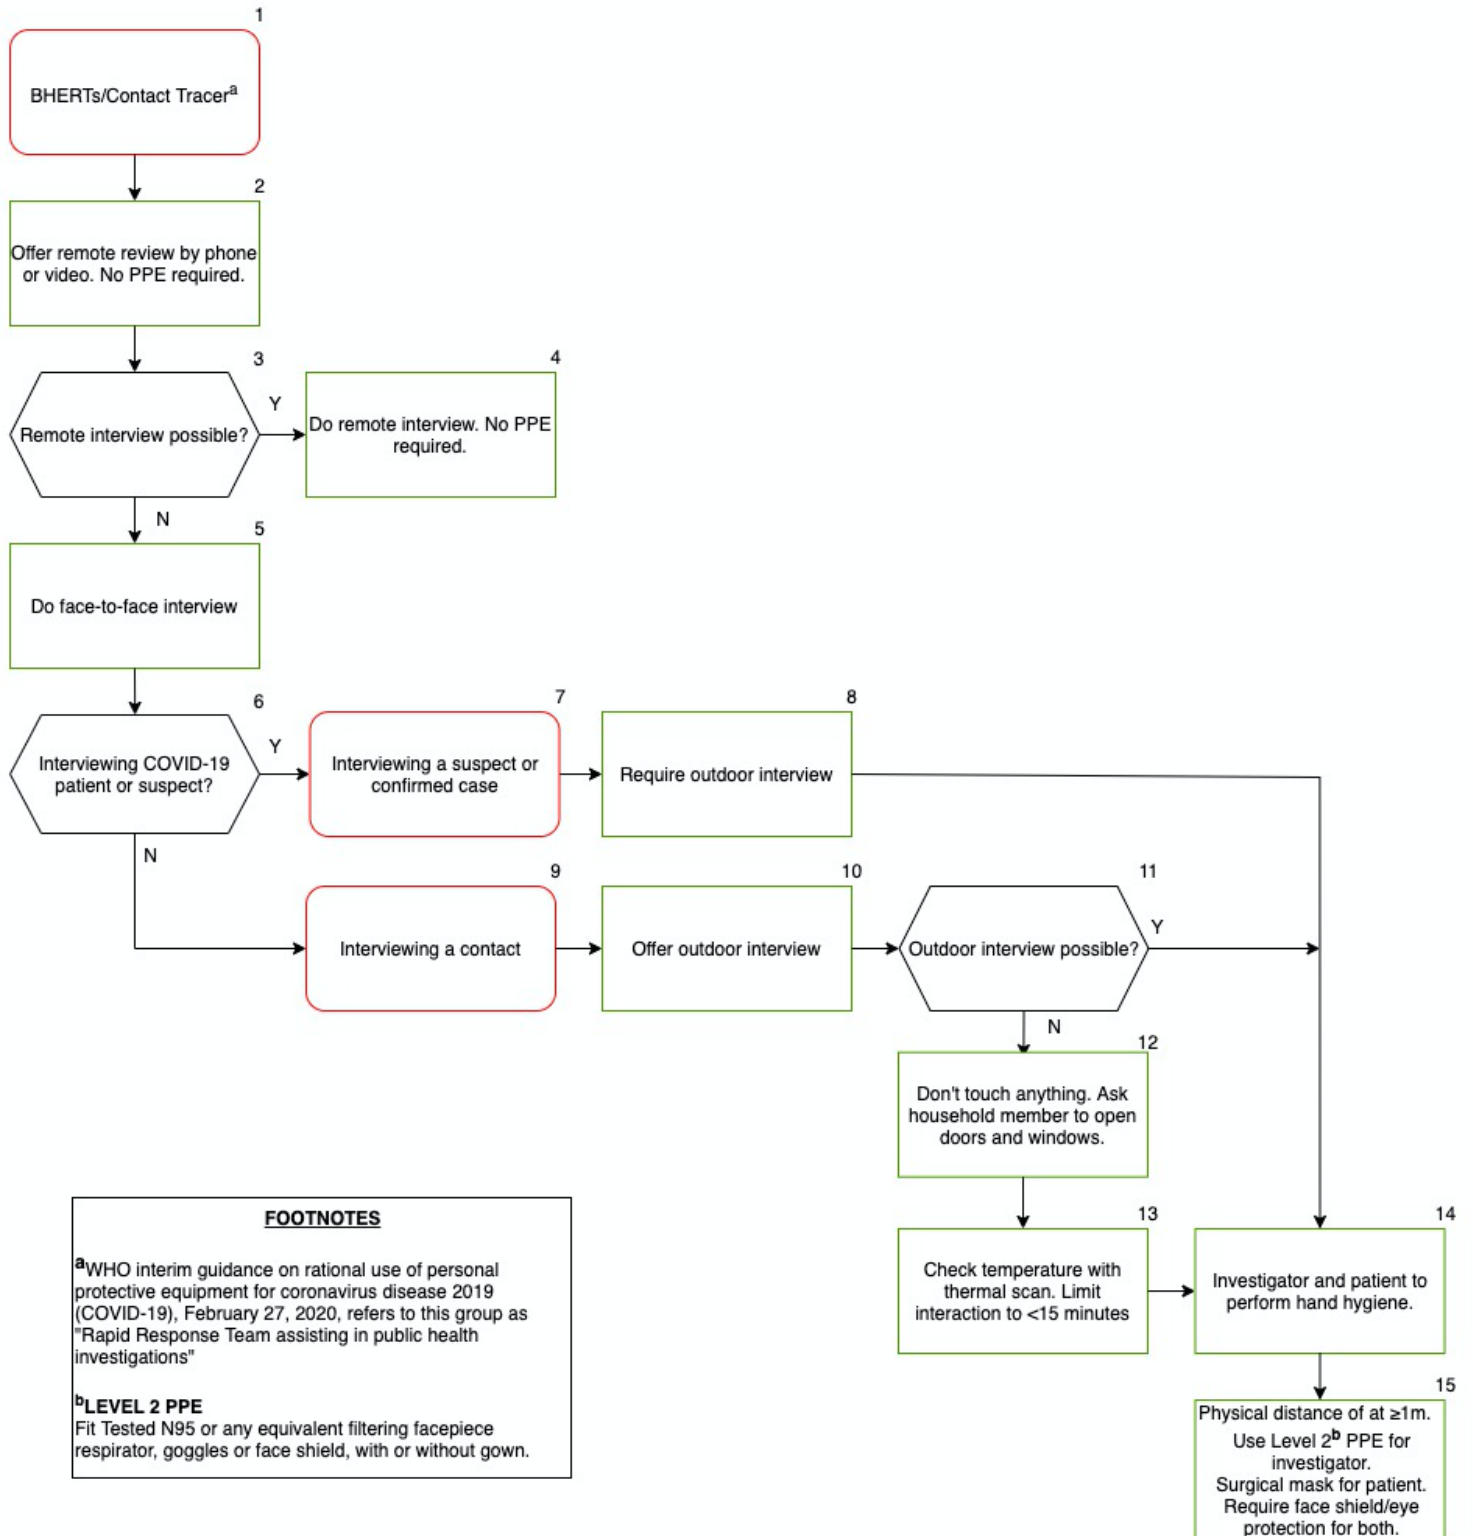 1
BHERTs/Contact Tracerª
2
Offer remote review by phone
or video. No PPE required.
3
Remote interview possible?
Y
4
Do remote interview. No PPE
required.
N
5
Do face-to-face interview
6
Interviewing COVID-19
patient or suspect?
Y
7
Interviewing a suspect or
confirmed case
8
Require outdoor interview
N
9
Interviewing a contact
10
Offer outdoor interview
11
Outdoor interview possible?
Y
N
12
Don't touch anything. Ask
household member to open
doors and windows.
13
Check temperature with
thermal scan. Limit
interaction to <15 minutes
14
Investigator and patient to
perform hand hygiene.
15
Physical distance of at ≥1m.
Use Level 2ᵇ PPE for
investigator.
Surgical mask for patient.
Require face shield/eye
protection for both.
FOOTNOTES
ªWHO interim guidance on rational use of personal
protective equipment for coronavirus disease 2019
(COVID-19), February 27, 2020, refers to this group as
"Rapid Response Team assisting in public health
investigations"
ᵇLEVEL 2 PPE
Fit Tested N95 or any equivalent filtering facepiece
respirator, goggles or face shield, with or without gown.